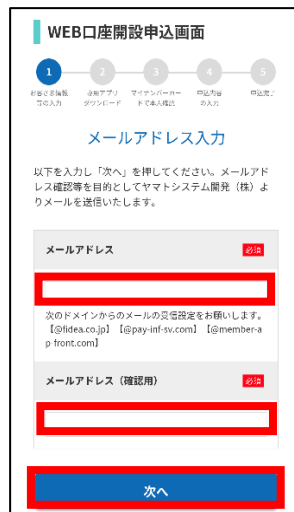 WEB口座開設申込画面
1 2 3 4 5
お客さま情報 専用アプリ マイナンバーカー 申込内容 申込完了
等の入力 ダウンロード ドで本人確認 の入力
メールアドレス入力
以下を入力し「次へ」を押してください。メールアド
レス確認等を目的としてヤマトシステム開発（株）よ
りメールを送信いたします。
メールアドレス 必須
次のドメインからのメールの受信設定をお願いします。
【@fidea.co.jp】【@pay-inf-sv.com】【@member-a
p-front.com】
メールアドレス（確認用） 必須
次へ